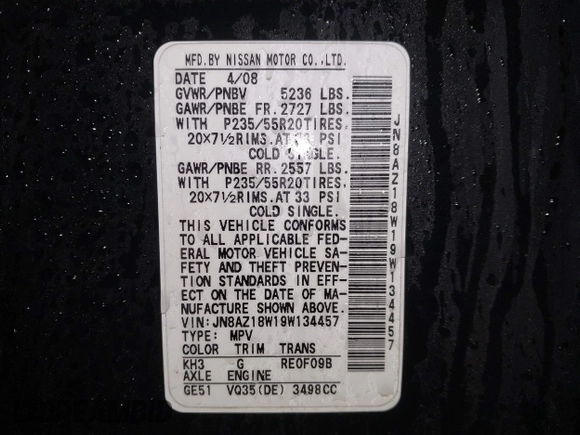 MFD.BY NISSAN MOTOR CO.,LTD.
DATE 4/08
GVWR/PNBV 5236 LBS.
GAWR/PNBE FR. 2727 LBS.
WITH P235/55R20TIRES,
20×7½RIMS.AT PSI
COLD SINGLE.
GAWR/PNBE RR. 2557 LBS.
WITH P235/55R20TIRES,
20×7½RIMS.AT 33 PSI
COLD SINGLE.
THIS VEHICLE CONFORMS
TO ALL APPLICABLE FED-
ERAL MOTOR VEHICLE SA-
FETY AND THEFT PREVEN-
TION STANDARDS IN EFF-
ECT ON THE DATE OF MA-
NUFACTURE SHOWN ABOVE.
VIN:JN8AZ18W19W134457
TYPE: MPV
COLOR TRIM TRANS
KH3 G RE0F09B
AXLE ENGINE
GE51 VQ35(DE) 3498CC
JN8AZ18W19W134457